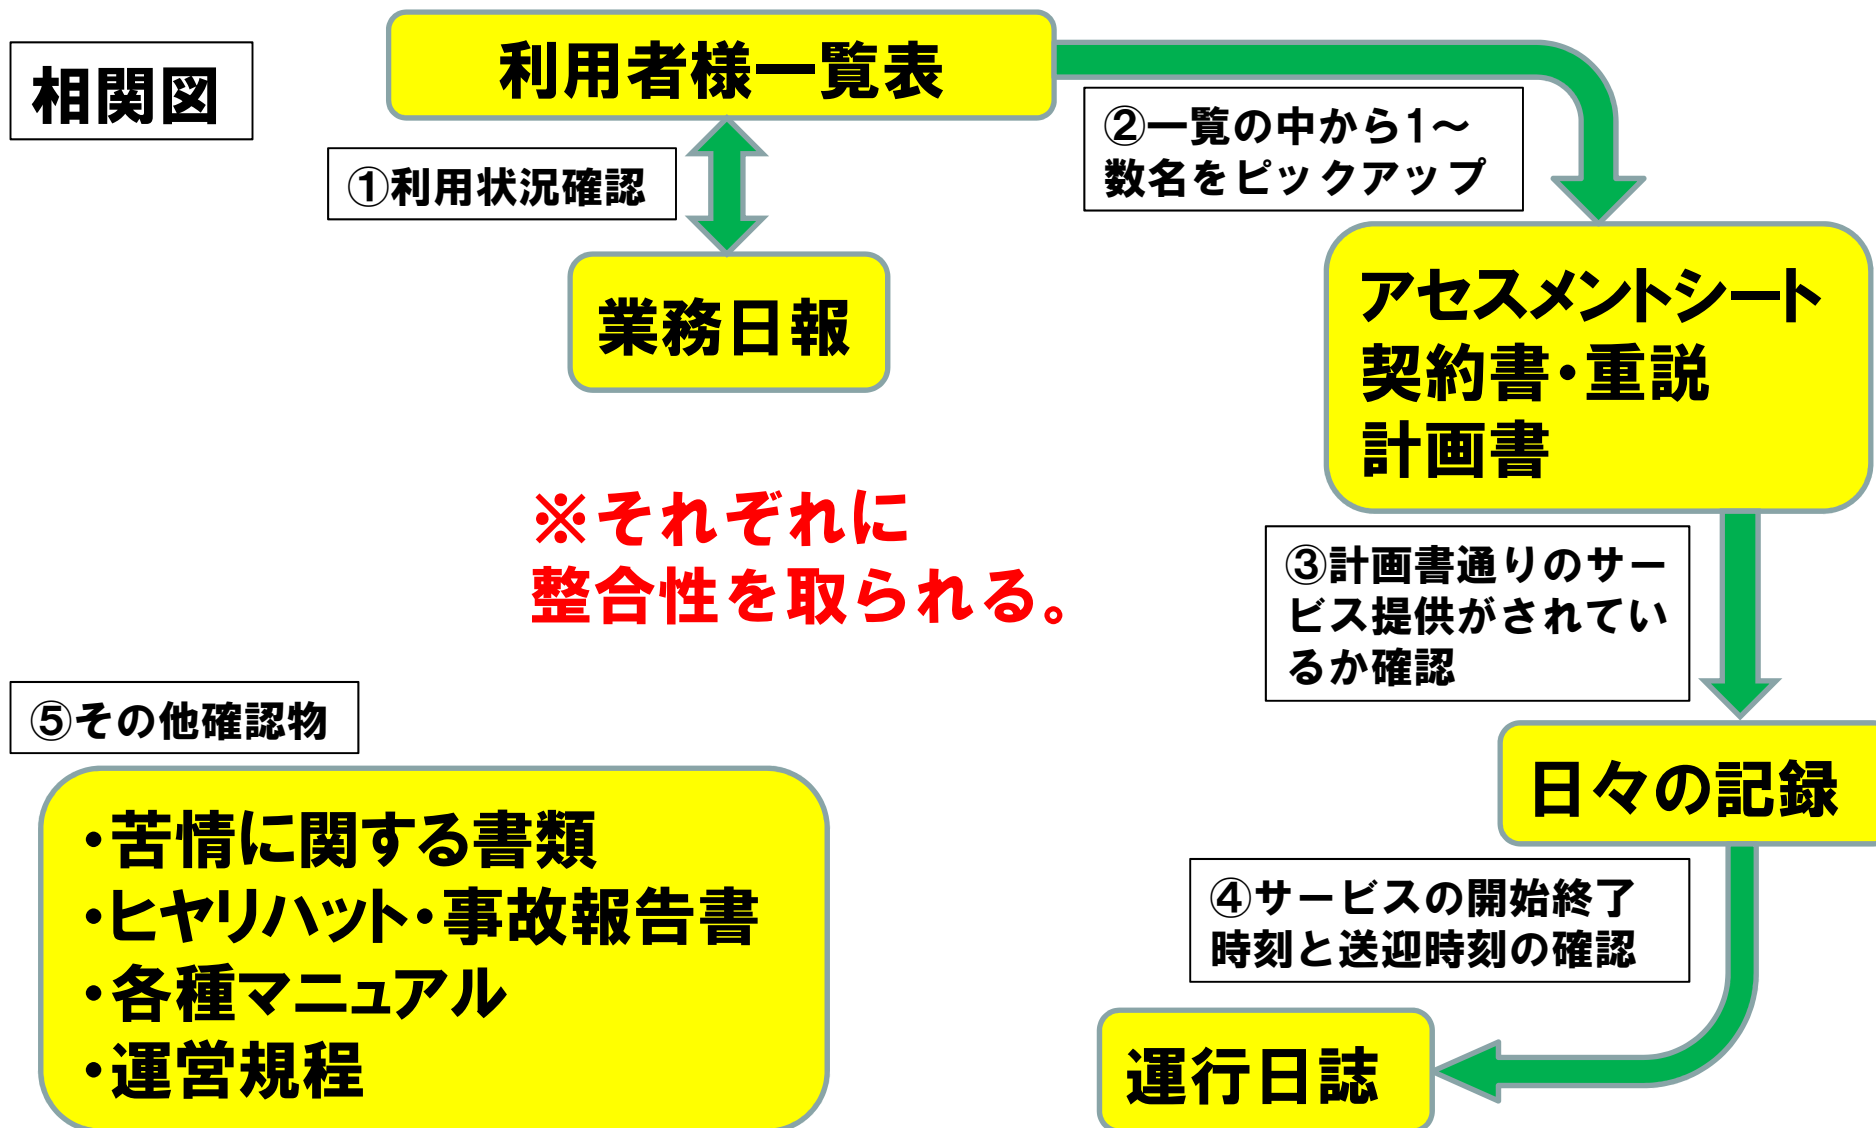 相関図
利用者様一覧表
①利用状況確認
②一覧の中から1～
数名をピックアップ
業務日報
アセスメントシート
契約書・重説
計画書
※それぞれに
整合性を取られる。
③計画書通りのサー
ビス提供がされてい
るか確認
日々の記録
④サービスの開始終了
時刻と送迎時刻の確認
運行日誌
⑤その他確認物
・苦情に関する書類
・ヒヤリハット・事故報告書
・各種マニュアル
・運営規程